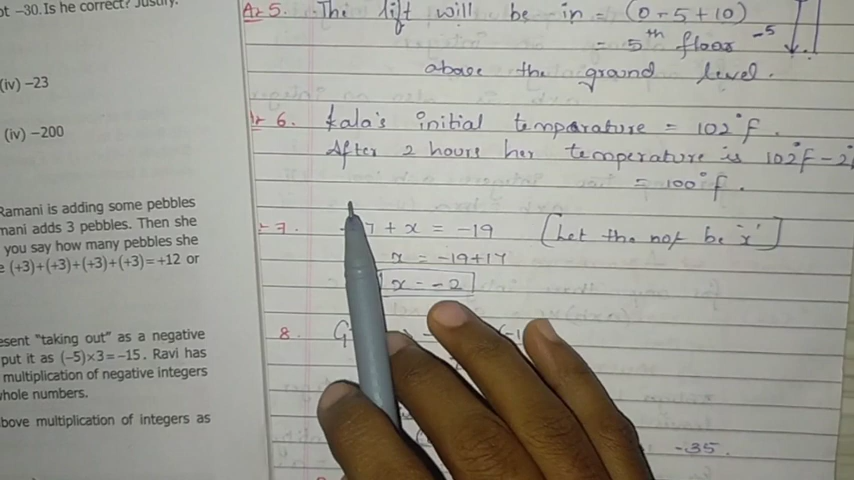 ot –30. Is he correct? Justify.
(iv) –23
(iv) –200
Ramani is adding some pebbles
mani adds 3 pebbles. Then she
you say how many pebbles she
(+3)+(+3)+(+3)+(+3)=+12 or
esent "taking out" as a negative
put it as (–5)×3=–15. Ravi has
multiplication of negative integers
whole numbers.
bove multiplication of integers as
A:- 5. The lift will be in = (0-5+10)
= 5th floor -5
above the ground level.
6. Kala's initial temparature = 102°F.
After 2 hours her temperature is 102°F-2°
= 100°F.
7. + x = -19 [Let the no. be 'x']
x = -19+17
x = -2
8.
-35.